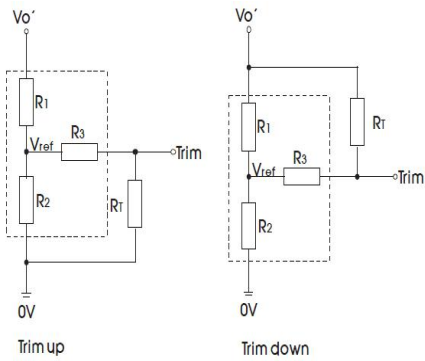 Vo´
R1
Vref
R3
Trim
R2
RT
0V
Trim up
Vo´
R1
RT
Vref
R3
Trim
R2
0V
Trim down